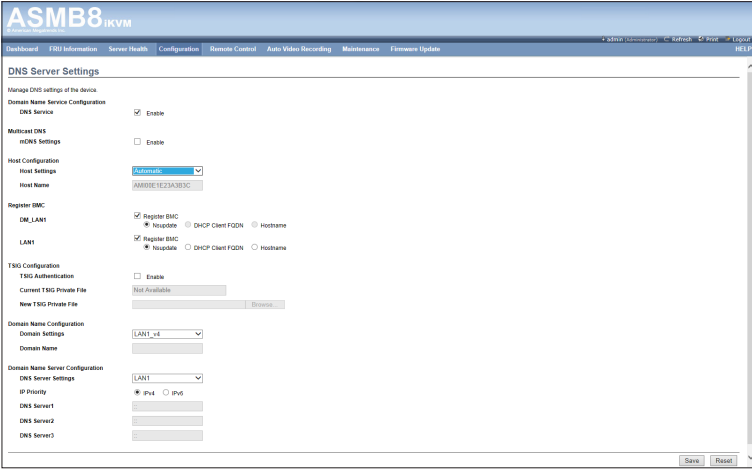 ASMB8 iKVM
© American Megatrends Inc.
admin (Administrator) Refresh Print Logout
Dashboard FRU Information Server Health Configuration Remote Control Auto Video Recording Maintenance Firmware Update HELP
DNS Server Settings
Manage DNS settings of the device.
Domain Name Service Configuration
DNS Service Enable
Multicast DNS
mDNS Settings Enable
Host Configuration
Host Settings Automatic
Host Name AMI00E1E23A3B3C
Register BMC
Register BMC
DM_LAN1
Nsupdate DHCP Client FQDN Hostname
Register BMC
LAN1
Nsupdate DHCP Client FQDN Hostname
TSIG Configuration
TSIG Authentication Enable
Current TSIG Private File Not Available
New TSIG Private File Browse...
Domain Name Configuration
Domain Settings LAN1_v4
Domain Name
Domain Name Server Configuration
DNS Server Settings LAN1
IP Priority IPv4 IPv6
DNS Server1 ::
DNS Server2 ::
DNS Server3 ::
Save Reset